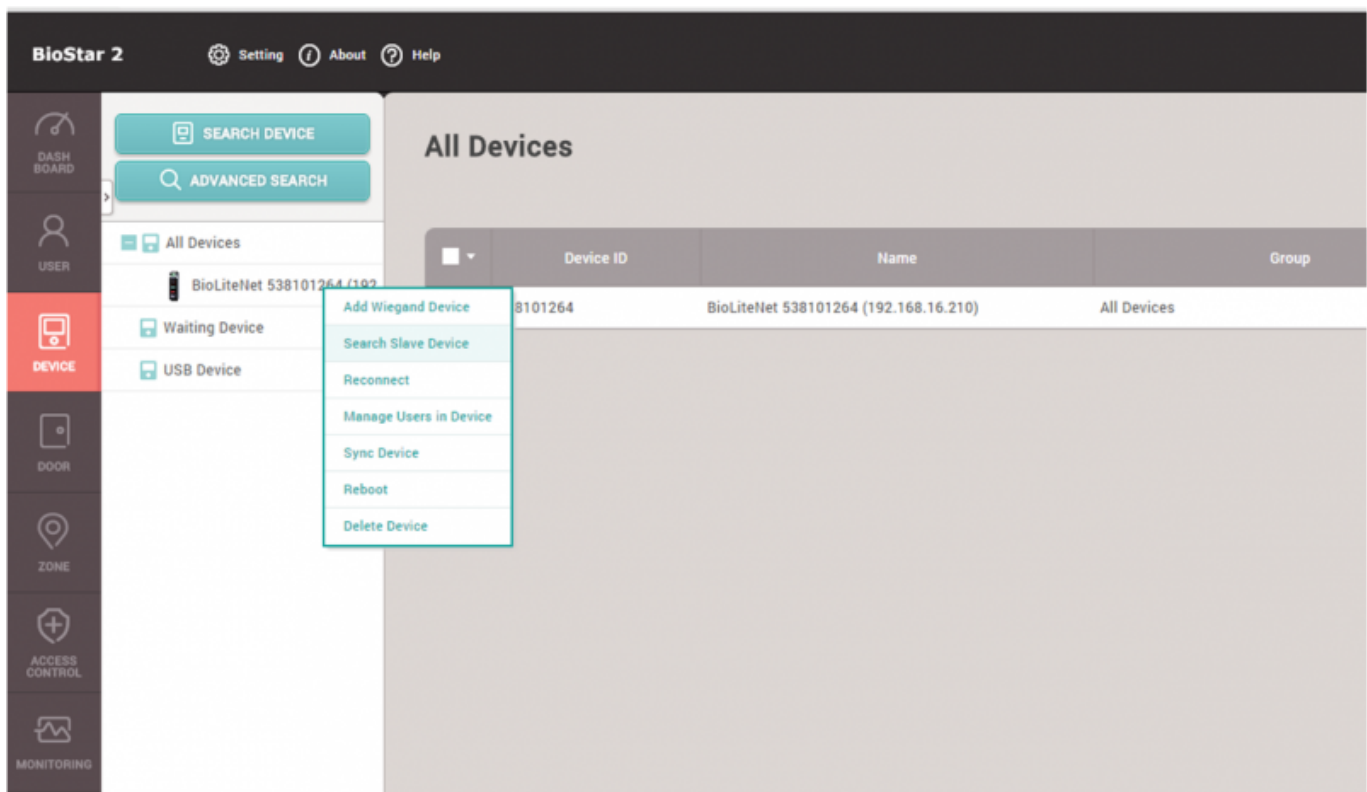 BioStar 2
Setting
About
Help
DASH
BOARD
USER
DEVICE
DOOR
ZONE
ACCESS
CONTROL
MONITORING
SEARCH DEVICE
ADVANCED SEARCH
All Devices
BioLiteNet 538101264 (192
Waiting Device
USB Device
Add Wiegand Device
Search Slave Device
Reconnect
Manage Users in Device
Sync Device
Reboot
Delete Device
All Devices
Device ID Name Group
8101264 BioLiteNet 538101264 (192.168.16.210) All Devices